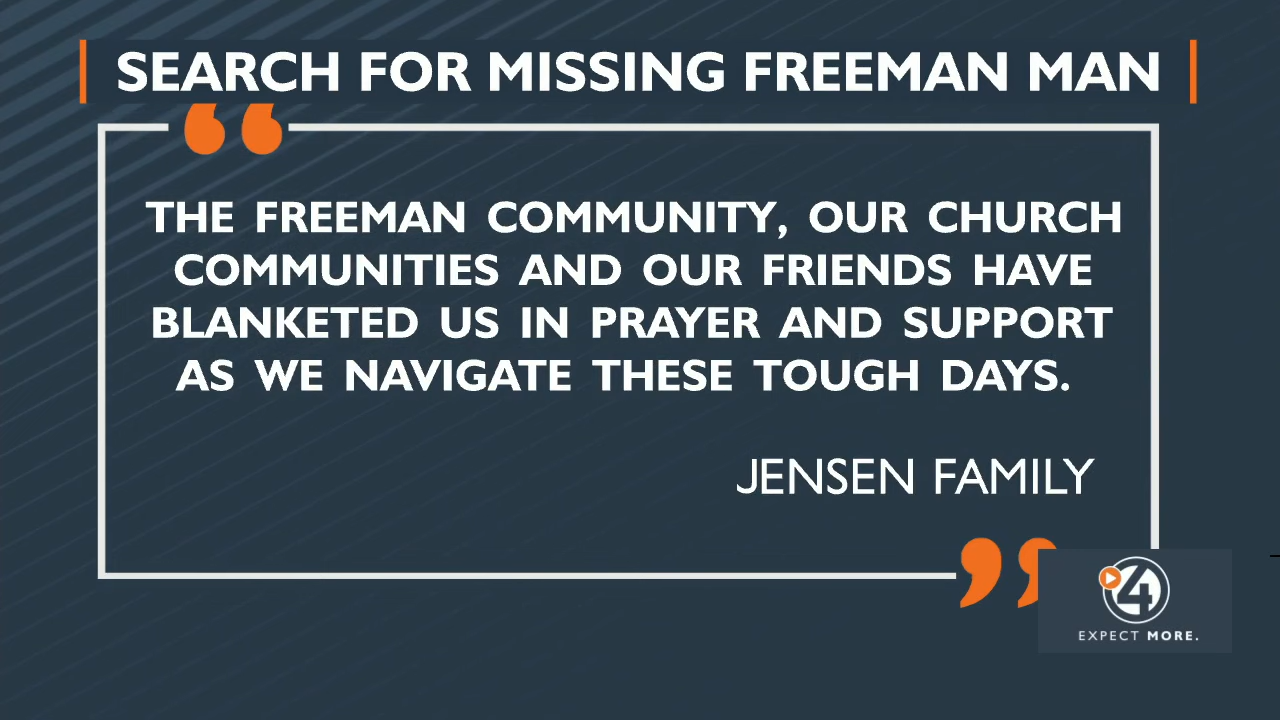 SEARCH FOR MISSING FREEMAN MAN
THE FREEMAN COMMUNITY, OUR CHURCH
COMMUNITIES AND OUR FRIENDS HAVE
BLANKETED US IN PRAYER AND SUPPORT
AS WE NAVIGATE THESE TOUGH DAYS.
JENSEN FAMILY
4
EXPECT MORE.